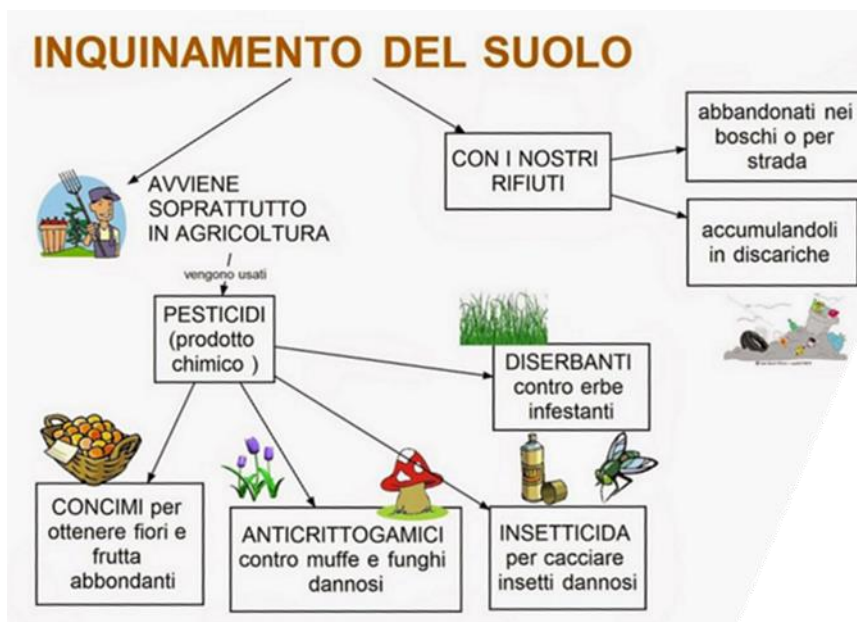 INQUINAMENTO DEL SUOLO
AVVIENE
SOPRATTUTTO
IN AGRICOLTURA
vengono usati
PESTICIDI
(prodotto
chimico )
CONCIMI per
ottenere fiori e
frutta
abbondanti
ANTICRITTOGAMICI
contro muffe e funghi
dannosi
INSETTICIDA
per cacciare
insetti dannosi
DISERBANTI
contro erbe
infestanti
CON I NOSTRI
RIFIUTI
abbandonati nei
boschi o per
strada
accumulandoli
in discariche